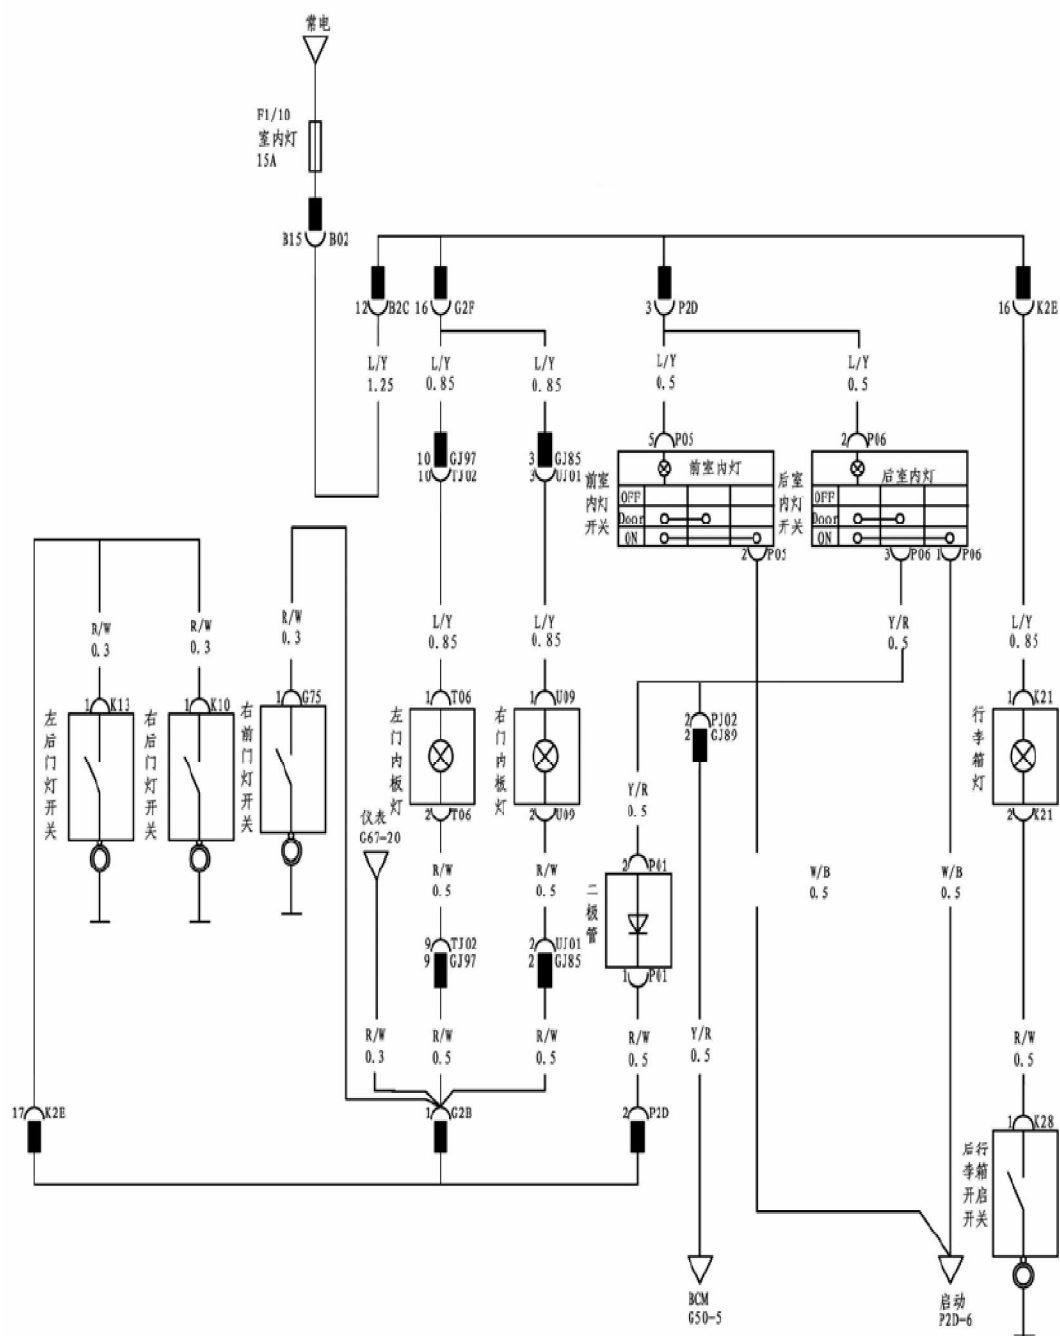 常电
F1/10
室内灯
15A
B15 B02
12 B2C
16 G2F
3 P2D
16 K2E
L/Y
1.25
L/Y
0.85
L/Y
0.85
L/Y
0.5
L/Y
0.5
10 GJ97
10 TJ02
3 GJ85
3 UJ01
5 P05
2 P06
前室内灯开关
前室内灯
OFF
Door
ON
后室内灯开关
后室内灯
OFF
Door
ON
2 P05
3 P06
1 P06
R/W
0.3
R/W
0.3
R/W
0.3
L/Y
0.85
L/Y
0.85
Y/R
0.5
L/Y
0.85
1 K13
1 K10
1 G75
1 T06
1 U09
2 PJ02
2 GJ89
1 K21
左后门灯开关
右后门灯开关
右前门灯开关
左门内板灯
右门内板灯
行李箱灯
2 T06
2 U09
2 K21
仪表
G67-20
Y/R
0.5
R/W
0.5
R/W
0.5
2 P01
二极管
1 P01
W/B
0.5
W/B
0.5
9 TJ02
9 GJ97
2 UJ01
2 GJ85
R/W
0.3
R/W
0.5
R/W
0.5
R/W
0.5
Y/R
0.5
R/W
0.5
17 K2E
1 G2B
2 P2D
1 K28
后行
李箱
开启
开关
BCM
G50-5
启动
P2D-6